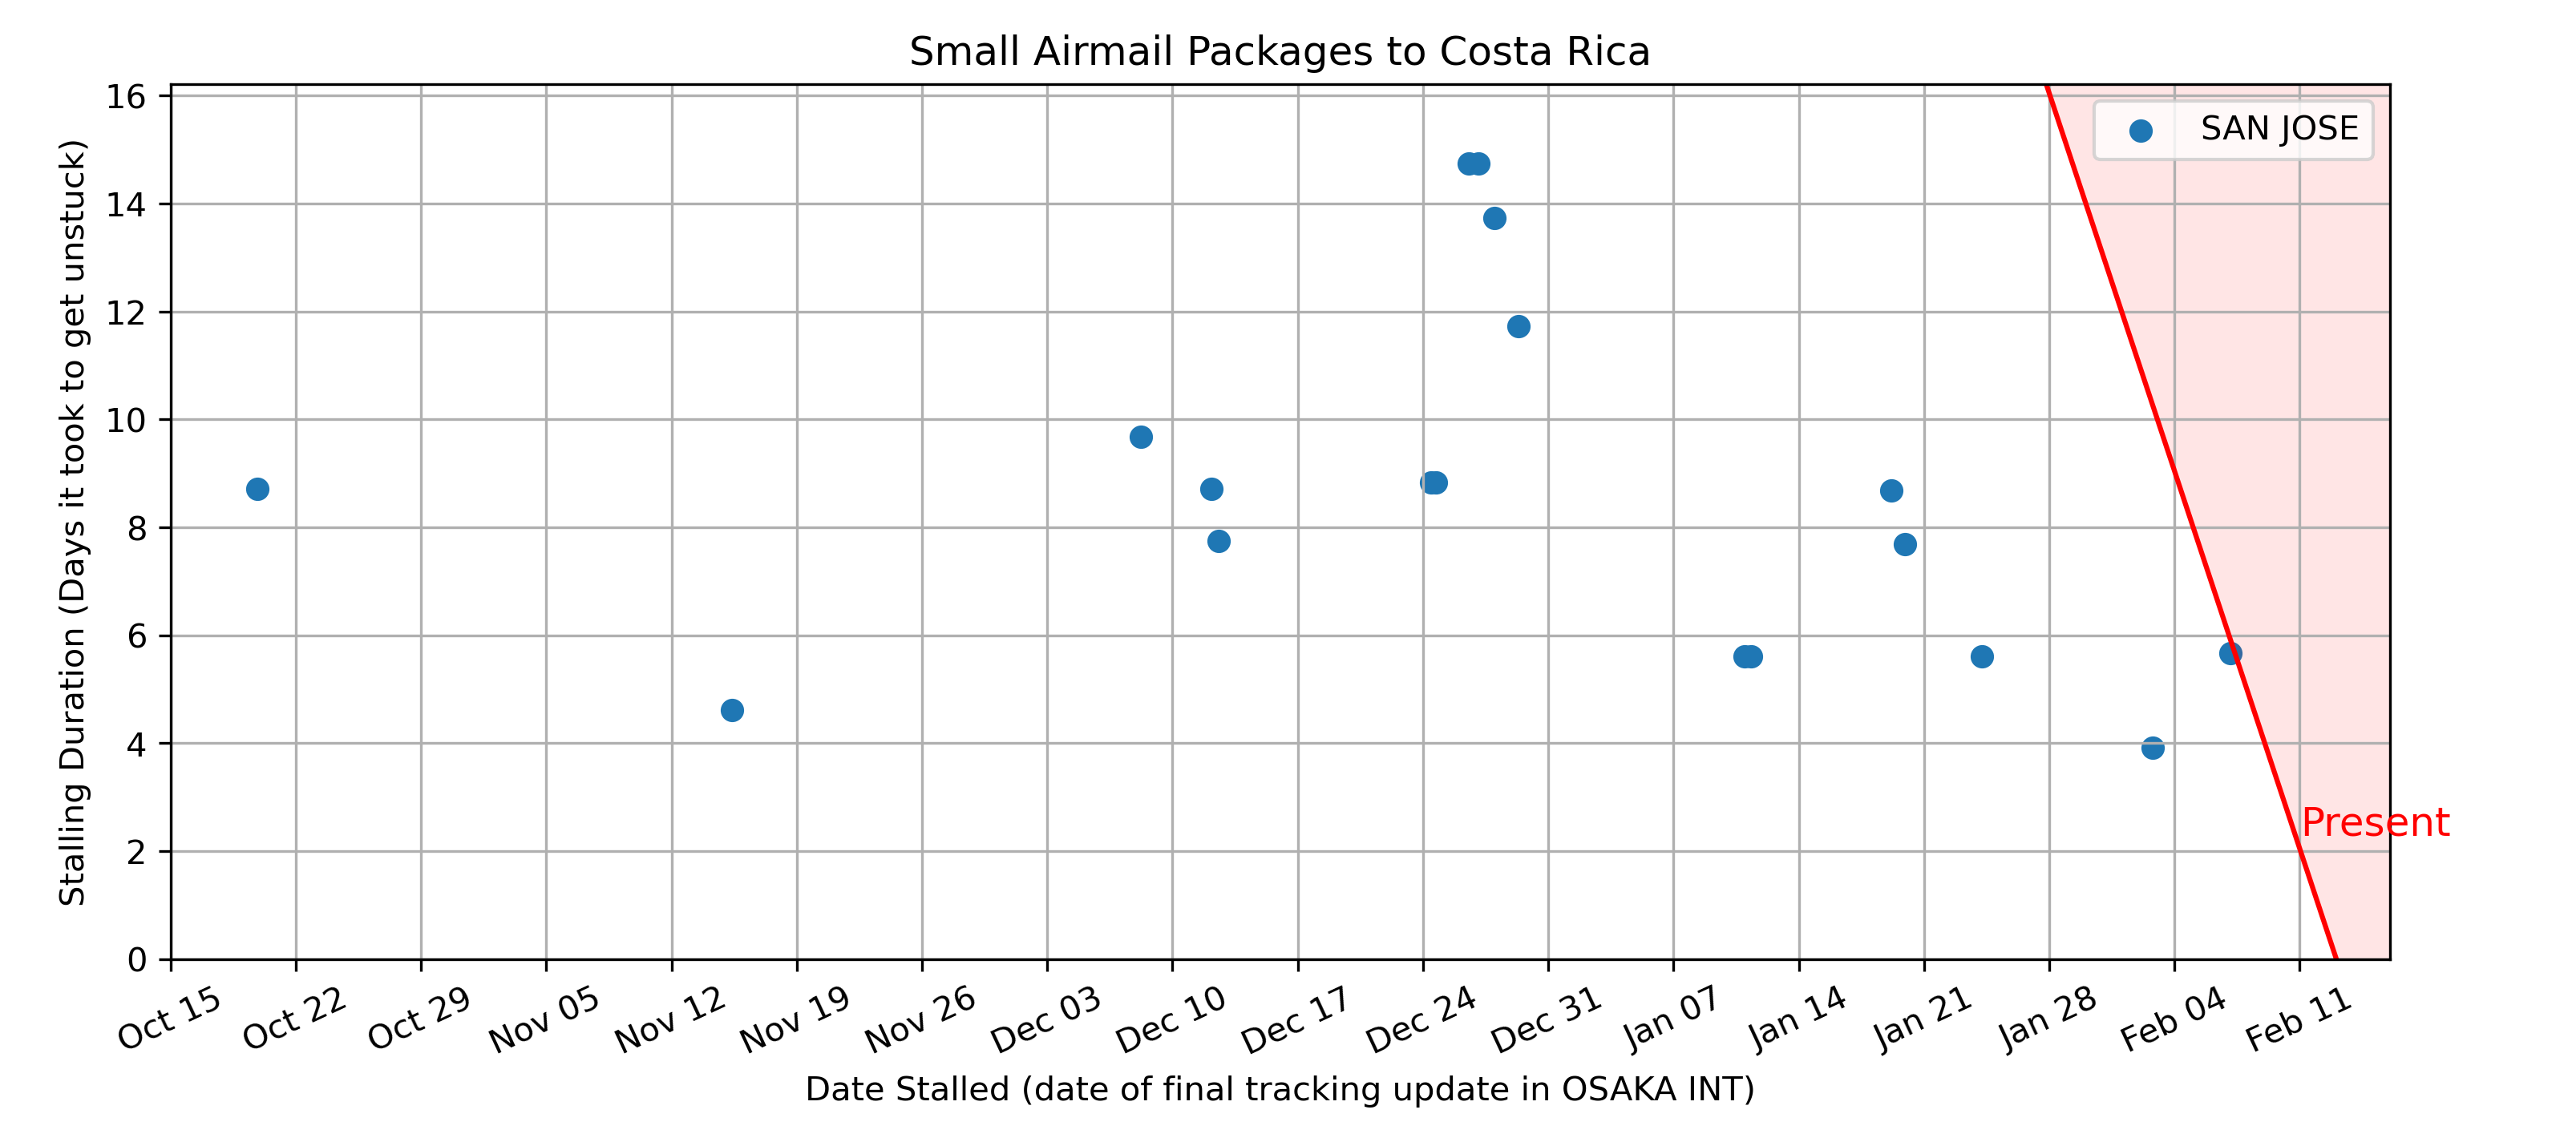 Small Airmail Packages to Costa Rica
Stalling Duration (Days it took to get unstuck)
16
14
12
10
8
6
4
2
0
SAN JOSE
Present
Oct 15 Oct 22 Oct 29 Nov 05 Nov 12 Nov 19 Nov 26 Dec 03 Dec 10 Dec 17 Dec 24 Dec 31 Jan 07 Jan 14 Jan 21 Jan 28 Feb 04 Feb 11
Date Stalled (date of final tracking update in OSAKA INT)